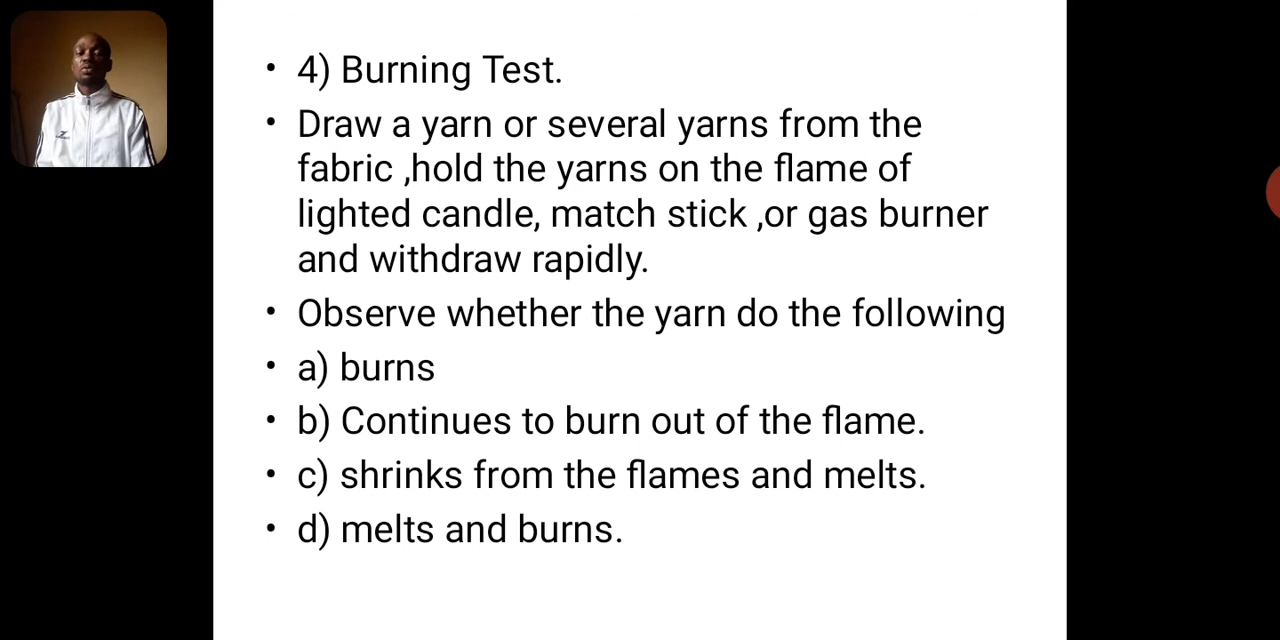 • 4) Burning Test.
• Draw a yarn or several yarns from the
fabric ,hold the yarns on the flame of
lighted candle, match stick ,or gas burner
and withdraw rapidly.
• Observe whether the yarn do the following
• a) burns
• b) Continues to burn out of the flame.
• c) shrinks from the flames and melts.
• d) melts and burns.